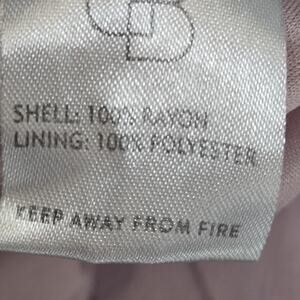 SHELL: 100% RAYON
LINING: 100% POLYESTER
KEEP AWAY FROM FIRE